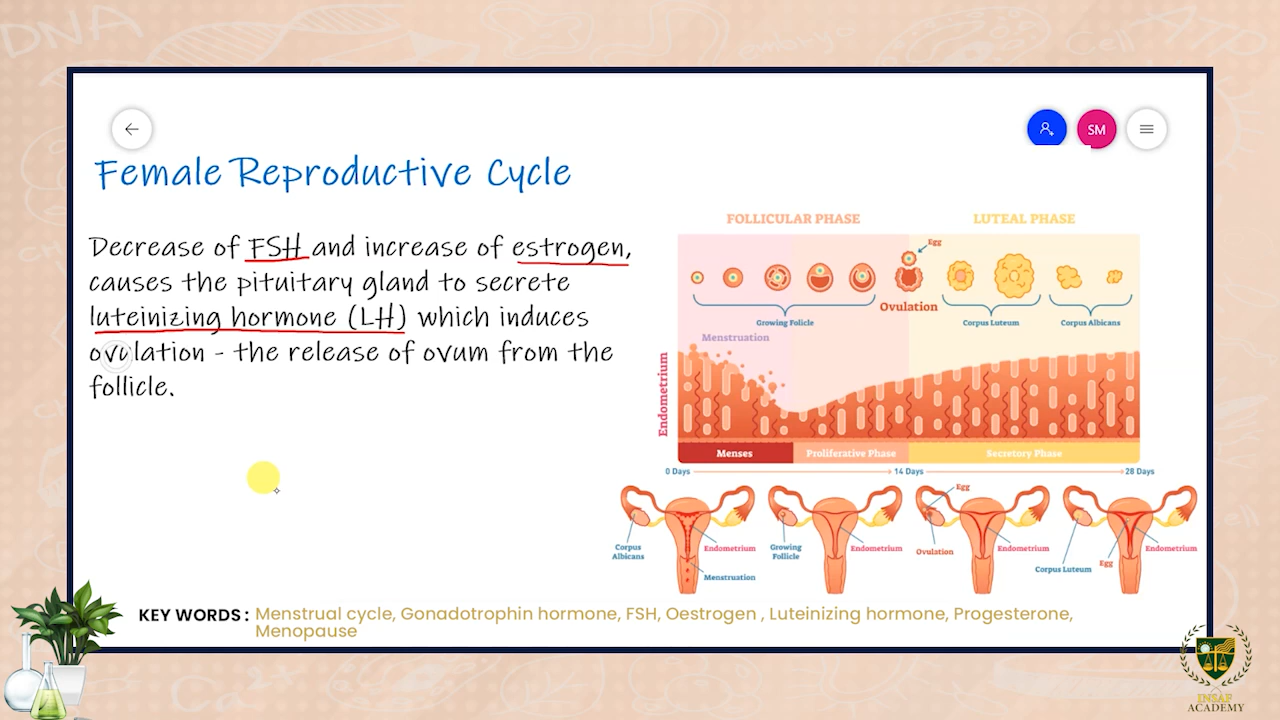 DNA
Cell
SM
Female Reproductive Cycle
Decrease of FSH and increase of estrogen,
causes the pituitary gland to secrete
luteinizing hormone (LH) which induces
ovulation - the release of ovum from the
follicle.
FOLLICULAR PHASE LUTEAL PHASE
Egg
Ovulation
Growing Folicle Corpus Luteum Corpus Albicans
Menstruation
Endometrium
Menses Proliferative Phase Secretory Phase
0 Days 14 Days 28 Days
Egg
Corpus
Albicans
Endometrium
Menstruation
Growing
Follicle
Endometrium
Ovulation
Endometrium
Corpus Luteum
Egg
Endometrium
KEY WORDS : Menstrual cycle, Gonadotrophin hormone, FSH, Oestrogen , Luteinizing hormone, Progesterone,
Menopause
INSAF
ACADEMY